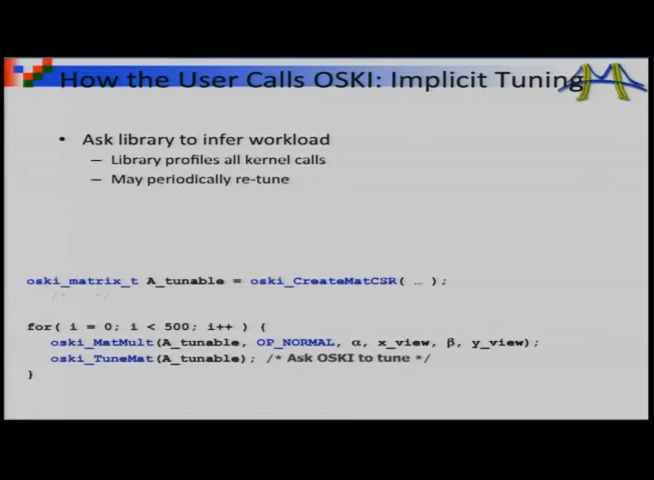 How the User Calls OSKI: Implicit Tuning
• Ask library to infer workload
– Library profiles all kernel calls
– May periodically re-tune
oski_matrix_t A_tunable = oski_CreateMatCSR( … );
/* */
for( i = 0; i < 500; i++ ) {
oski_MatMult(A_tunable, OP_NORMAL, α, x_view, β, y_view);
oski_TuneMat(A_tunable); /* Ask OSKI to tune */
}